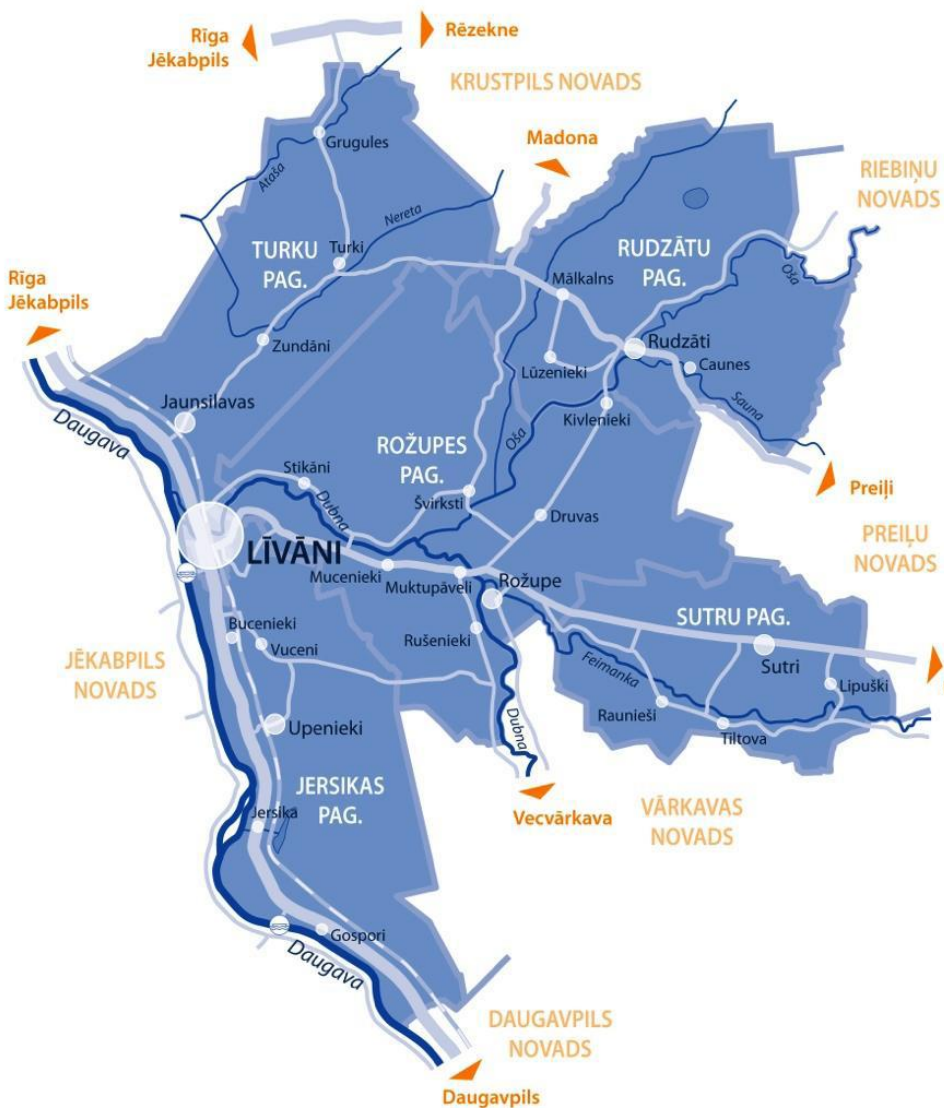 Rīga
Jēkabpils
Rēzekne
KRUSTPILS NOVADS
Grugules
Madona
Ataša
RIEBIŅU
NOVADS
Nereta
TURKU
PAG.
Turki
RUDZĀTU
PAG.
Oša
Rīga
Jēkabpils
Mālkalns
Zundāni
Rudzāti
Lūzenieki
Caunes
Jaunsilavas
Sauna
Kivlenieki
Daugava
Oša
ROŽUPES
PAG.
Stikāni
Dubna
Preiļi
Švirksti
Druvas
PREIĻU
NOVADS
LĪVĀNI
Mucenieki
Muktupāveli
Rožupe
SUTRU PAG.
Bucenieki
Vuceni
Rušenieki
JĒKABPILS
NOVADS
Feimanka
Sutri
Lipuški
Raunieši
Upenieki
Dubna
Tiltova
JERSIKAS
PAG.
Vecvārkava
VĀRKAVAS
NOVADS
Jersika
Gospori
Daugava
DAUGAVPILS
NOVADS
Daugavpils